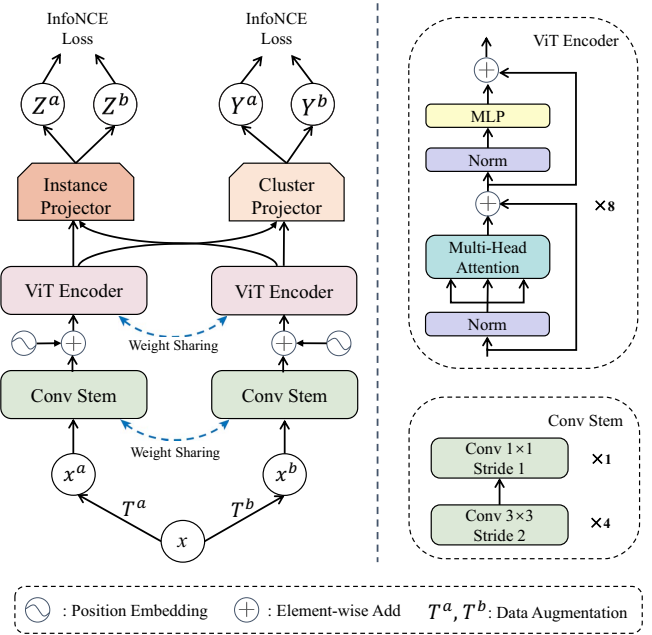 InfoNCE
Loss
InfoNCE
Loss
Z^a
Z^b
Y^a
Y^b
Instance
Projector
Cluster
Projector
ViT Encoder
ViT Encoder
Weight Sharing
Conv Stem
Conv Stem
Weight Sharing
x^a
x^b
T^a
T^b
x
ViT Encoder
MLP
Norm
×8
Multi-Head
Attention
Norm
Conv Stem
Conv 1×1
Stride 1
×1
Conv 3×3
Stride 2
×4
: Position Embedding
: Element-wise Add
T^a, T^b: Data Augmentation